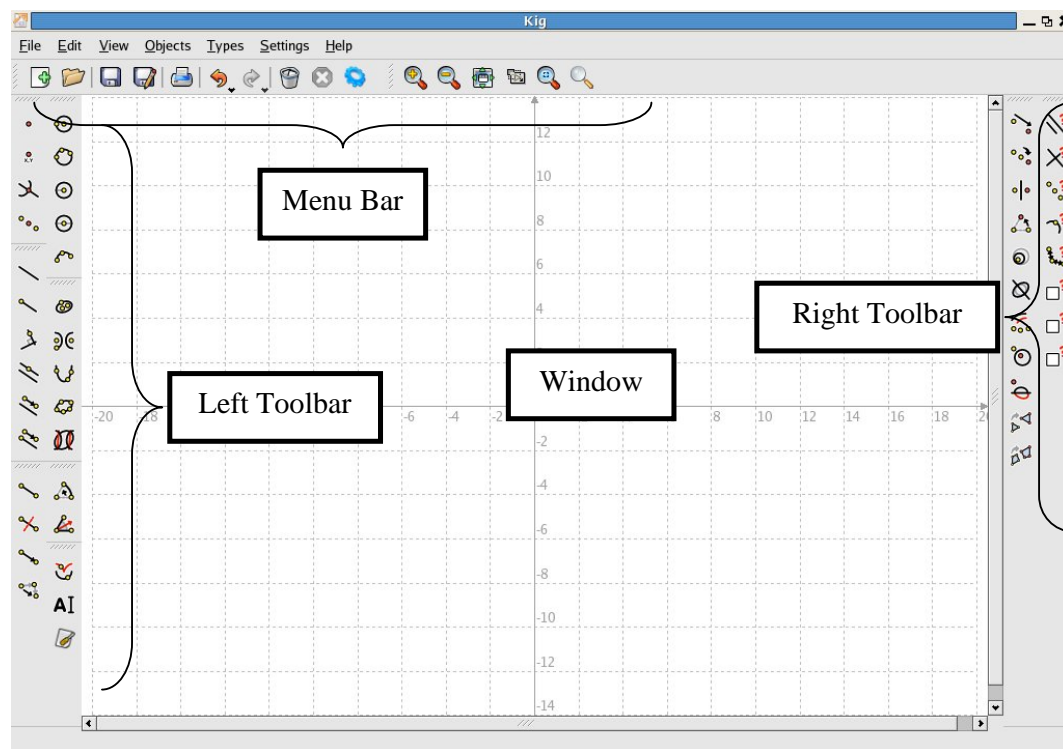 Kig
File Edit View Objects Types Settings Help
12
Menu Bar
10
8
6
4
Right Toolbar
Window
Left Toolbar
-20 -18 -6 -4 -2 8 10 12 14 16 18
-2
-4
-6
-8
AI
-10
-12
-14